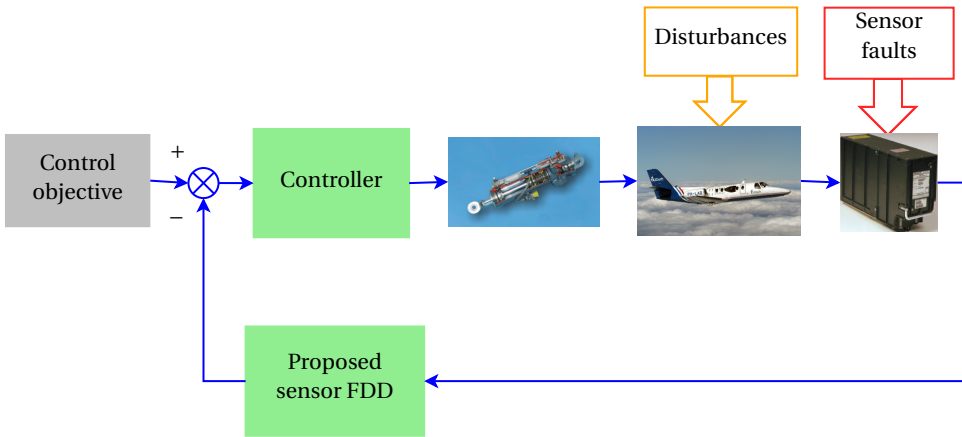 Disturbances
Sensor
faults
Control
objective
+
−
Controller
Proposed
sensor FDD